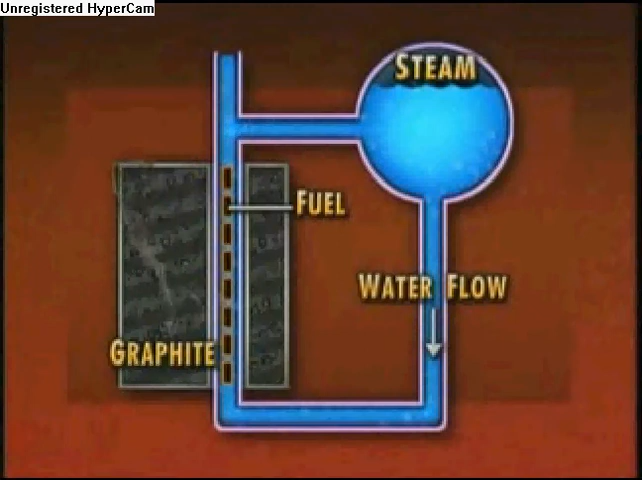 Unregistered HyperCam
STEAM
FUEL
WATER FLOW
GRAPHITE